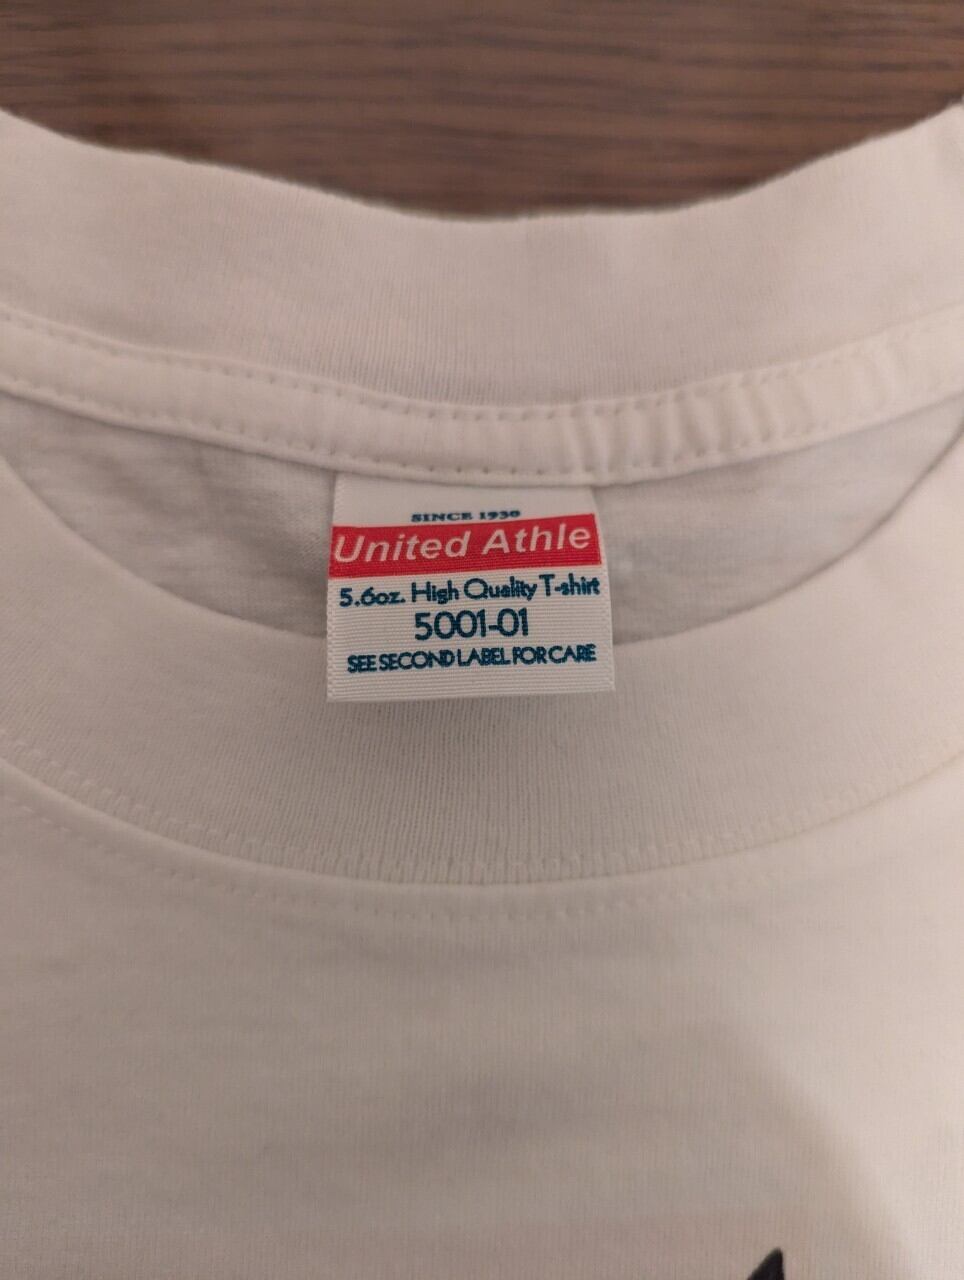 SINCE 1930
United Athle
5.6oz. High Quality T-shirt
5001-01
SEE SECOND LABEL FOR CARE